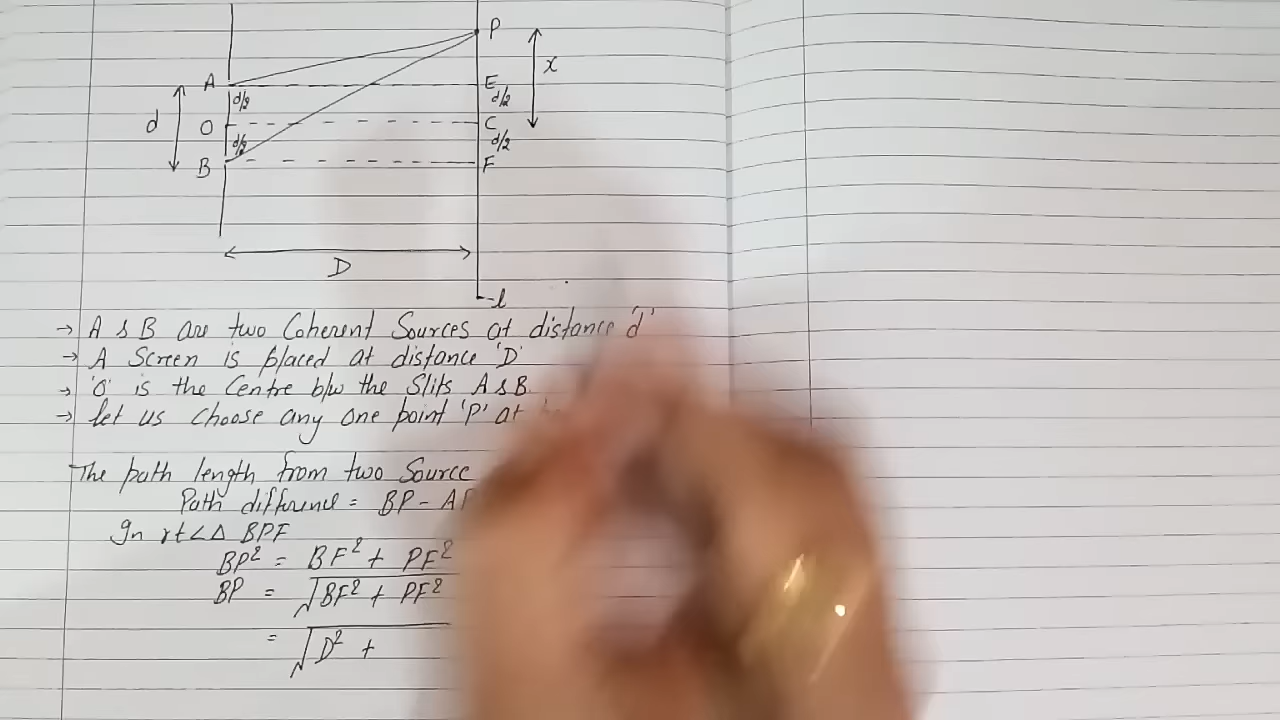 P
x
A
E
d/2
d/2
d
O
C
d/2
d/2
B
F
D
l
→ A & B are two Coherent Sources at distance 'd'
→ A Screen is placed at distance 'D'
→ 'O' is the Centre b/w the Slits A & B
→ let us choose any one point 'P' at
The path length from two Source
Path difference = BP - AP
In rt∠Δ BPF
BP² = BF² + PF²
BP = √BF² + PF²
= √D² +